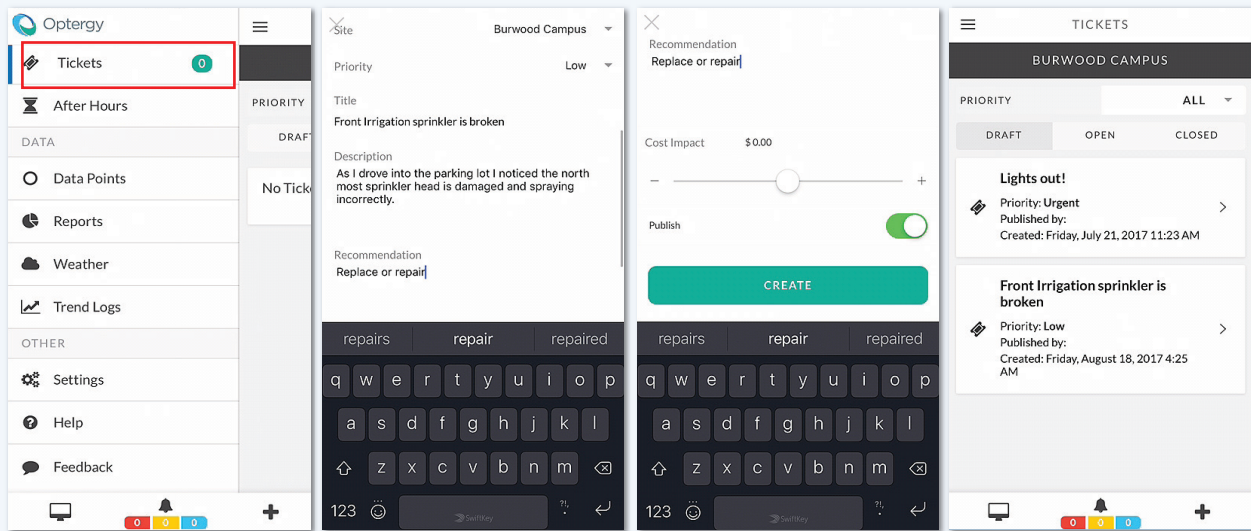 Optergy
Tickets 0
After Hours
DATA
Data Points
Reports
Weather
Trend Logs
OTHER
Settings
Help
Feedback
0 0 0
PRIORITY
DRAF
No Ticke
Site Burwood Campus
Priority Low
Title
Front Irrigation sprinkler is broken
Description
As I drove into the parking lot I noticed the north
most sprinkler head is damaged and spraying
incorrectly.
Recommendation
Replace or repair
repairs repair repaired
q w e r t y u i o p
a s d f g h j k l
z x c v b n m
123 ?!, .
SwiftKey
Recommendation
Replace or repair
Cost Impact $ 0.00
− +
Publish
CREATE
repairs repair repaired
q w e r t y u i o p
a s d f g h j k l
z x c v b n m
123 ?!, .
SwiftKey
TICKETS
BURWOOD CAMPUS
PRIORITY ALL
DRAFT OPEN CLOSED
Lights out!
Priority: Urgent
Published by:
Created: Friday, July 21, 2017 11:23 AM
Front Irrigation sprinkler is
broken
Priority: Low
Published by:
Created: Friday, August 18, 2017 4:25
AM
0 0 0